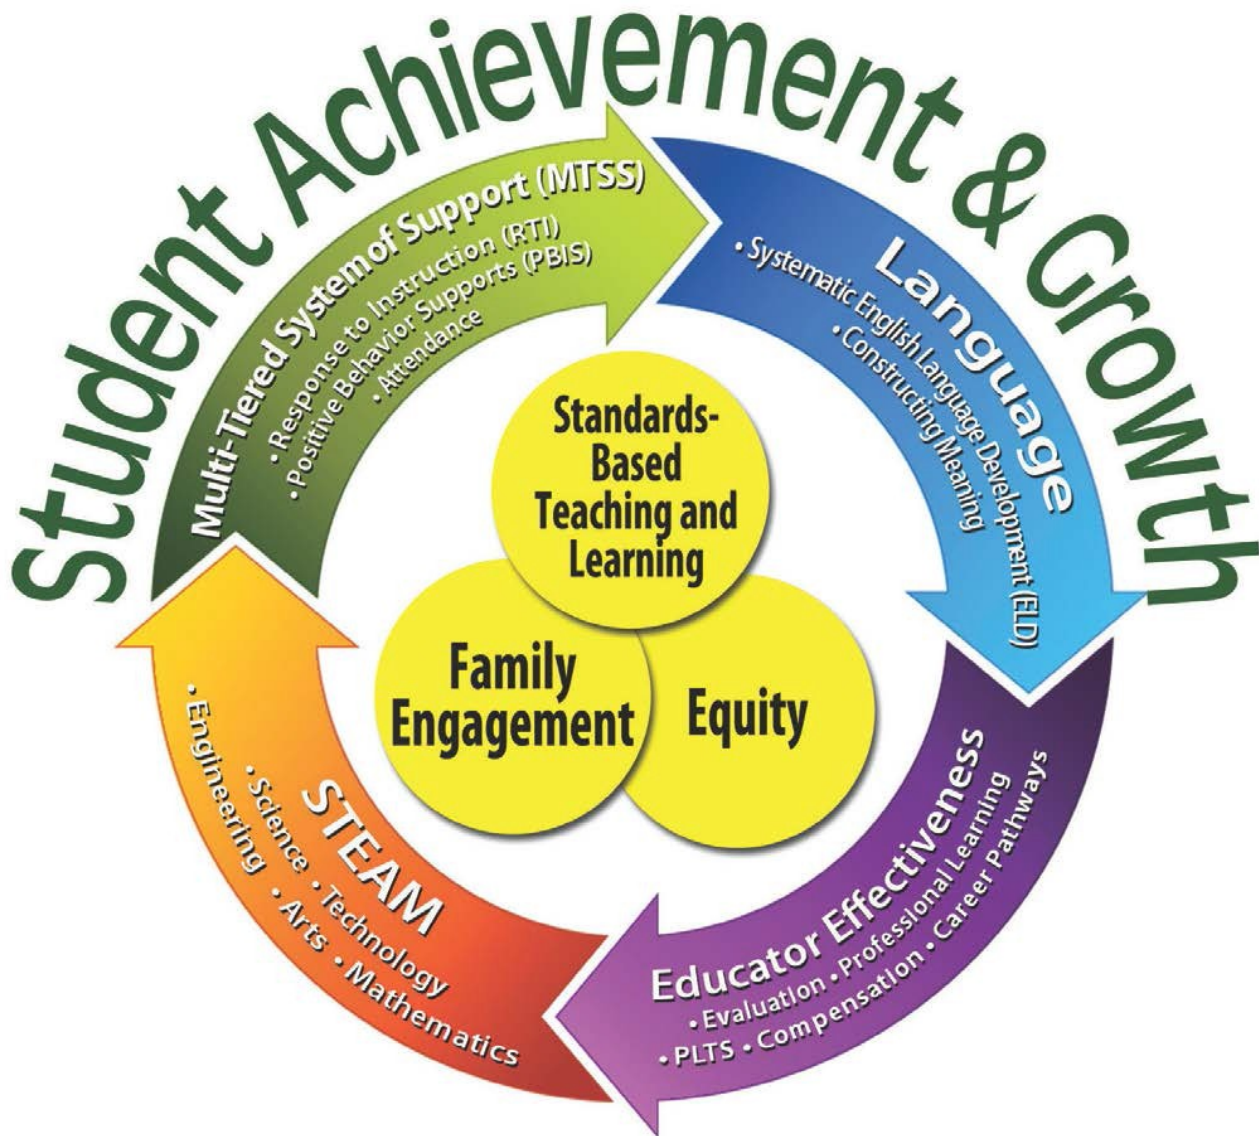 Student Achievement & Growth
Multi-Tiered System of Support (MTSS)
• Response to Instruction (RTI)
• Positive Behavior Supports (PBIS)
• Attendance
Language
• Systematic English Language Development (ELD)
• Constructing Meaning
Educator Effectiveness
• Evaluation • Professional Learning
• PLTS • Compensation • Career Pathways
STEAM
• Science • Technology
• Engineering • Arts • Mathematics
Standards-
Based
Teaching and
Learning
Family
Engagement
Equity